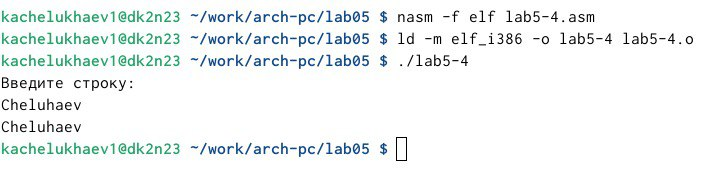 kachelukhaev1@dk2n23 ~/work/arch-pc/lab05 $ nasm -f elf lab5-4.asm
kachelukhaev1@dk2n23 ~/work/arch-pc/lab05 $ ld -m elf_i386 -o lab5-4 lab5-4.o
kachelukhaev1@dk2n23 ~/work/arch-pc/lab05 $ ./lab5-4
Введите строку:
Cheluhaev
Cheluhaev
kachelukhaev1@dk2n23 ~/work/arch-pc/lab05 $